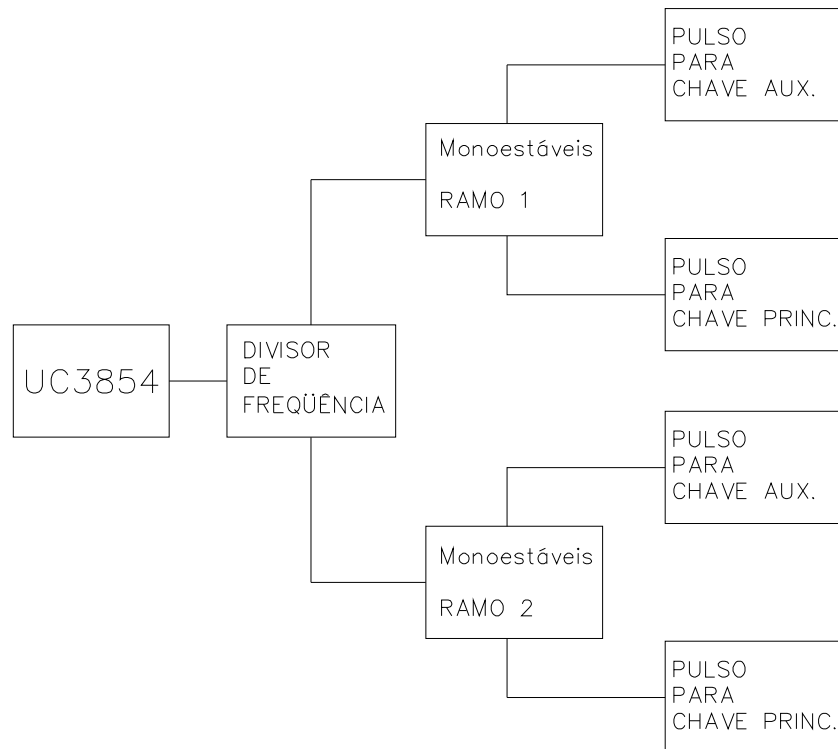 PULSO
PARA
CHAVE AUX.
Monoestáveis
RAMO 1
PULSO
PARA
CHAVE PRINC.
UC3854
DIVISOR
DE
FREQÜÊNCIA
PULSO
PARA
CHAVE AUX.
Monoestáveis
RAMO 2
PULSO
PARA
CHAVE PRINC.